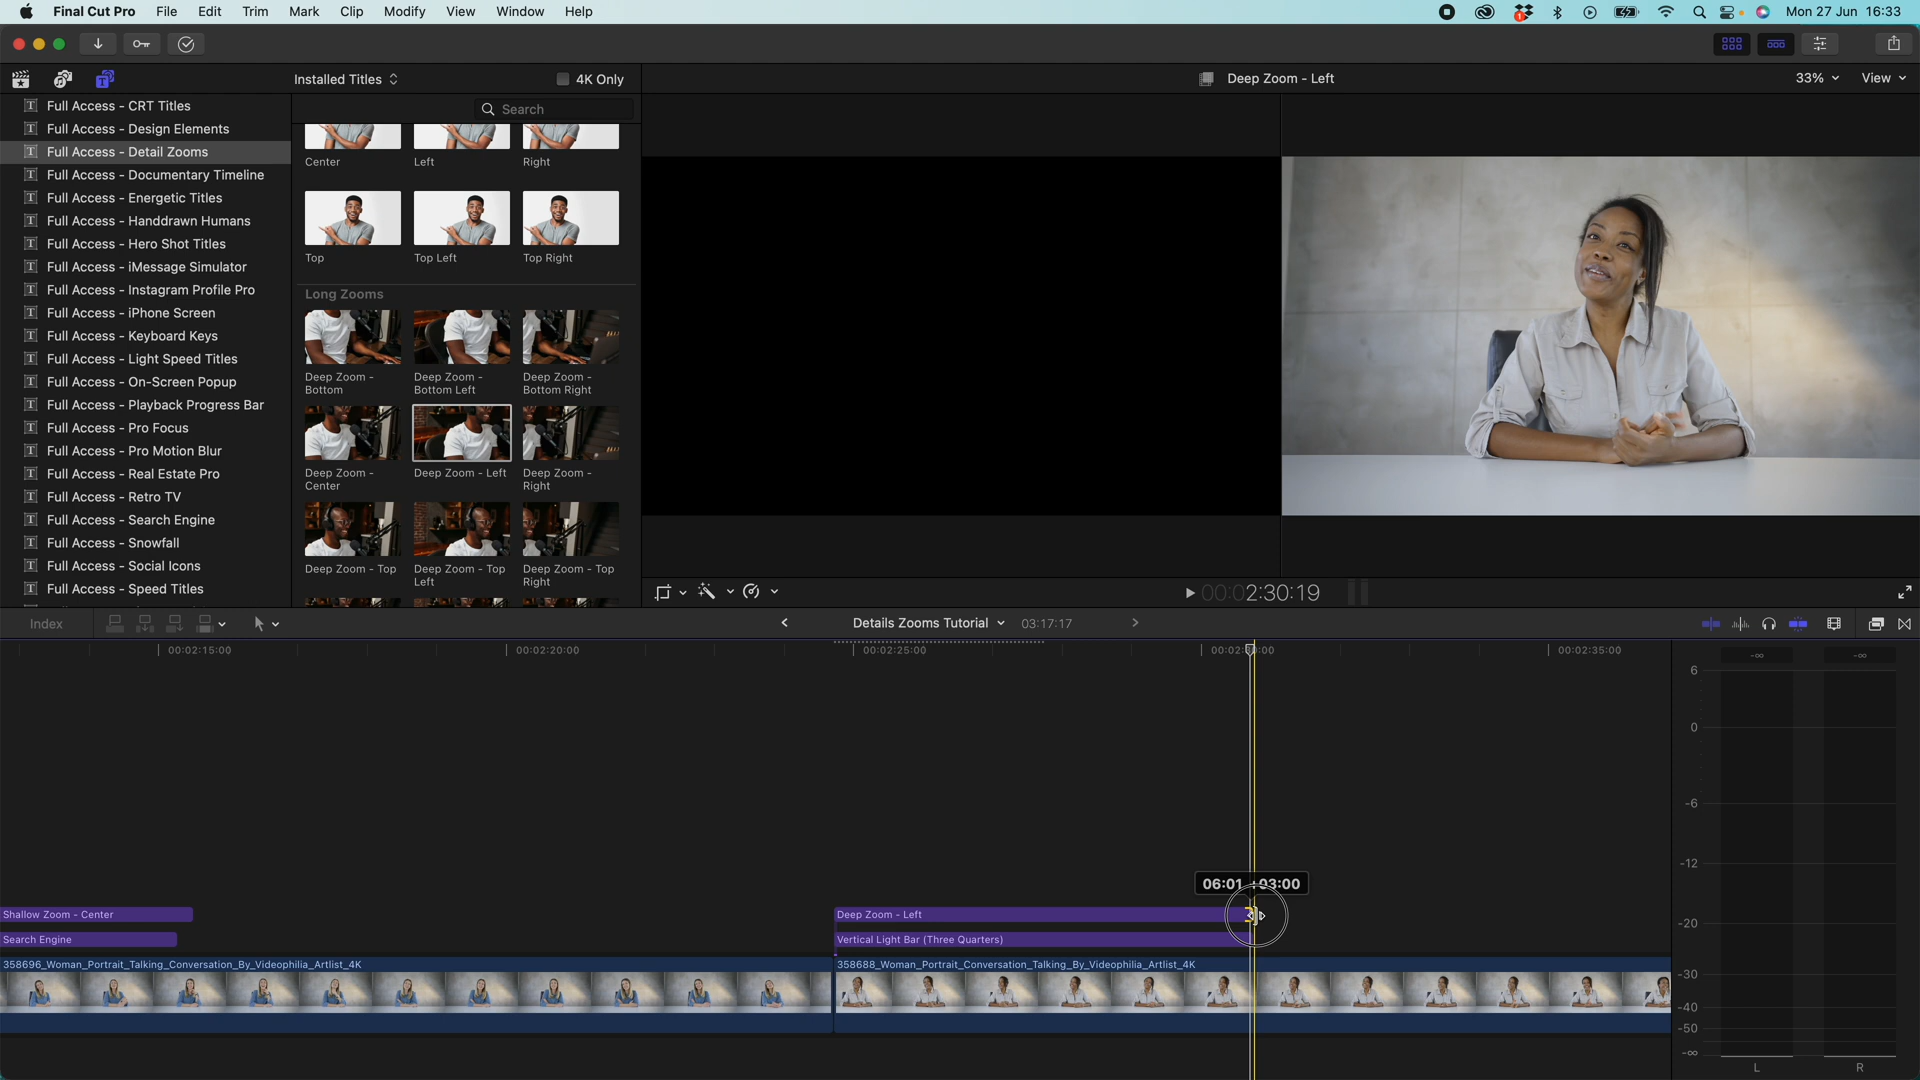 Final Cut Pro File Edit Trim Mark Clip Modify View Window Help Mon 27 Jun 16:33
Installed Titles 4K Only Deep Zoom - Left 33% View
Search
Full Access - CRT Titles
Full Access - Design Elements
Full Access - Detail Zooms
Full Access - Documentary Timeline
Full Access - Energetic Titles
Full Access - Handdrawn Humans
Full Access - Hero Shot Titles
Full Access - iMessage Simulator
Full Access - Instagram Profile Pro
Full Access - iPhone Screen
Full Access - Keyboard Keys
Full Access - Light Speed Titles
Full Access - On-Screen Popup
Full Access - Playback Progress Bar
Full Access - Pro Focus
Full Access - Pro Motion Blur
Full Access - Real Estate Pro
Full Access - Retro TV
Full Access - Search Engine
Full Access - Snowfall
Full Access - Social Icons
Full Access - Speed Titles
Center Left Right
Top Top Left Top Right
Long Zooms
Deep Zoom - Bottom
Deep Zoom - Bottom Left
Deep Zoom - Bottom Right
Deep Zoom - Center
Deep Zoom - Left
Deep Zoom - Right
Deep Zoom - Top
Deep Zoom - Top Left
Deep Zoom - Top Right
00:02:30:19
Index Details Zooms Tutorial 03:17:17
00:02:15:00 00:02:20:00 00:02:25:00 00:02:35:00
06:01 +03:00
Shallow Zoom - Center Deep Zoom - Left
Search Engine Vertical Light Bar (Three Quarters)
358696_Woman_Portrait_Talking_Conversation_By_Videophilia_Artlist_4K 358688_Woman_Portrait_Conversation_Talking_By_Videophilia_Artlist_4K
-∞ -∞
6
0
-6
-12
-20
-30
-40
-50
-∞
L R